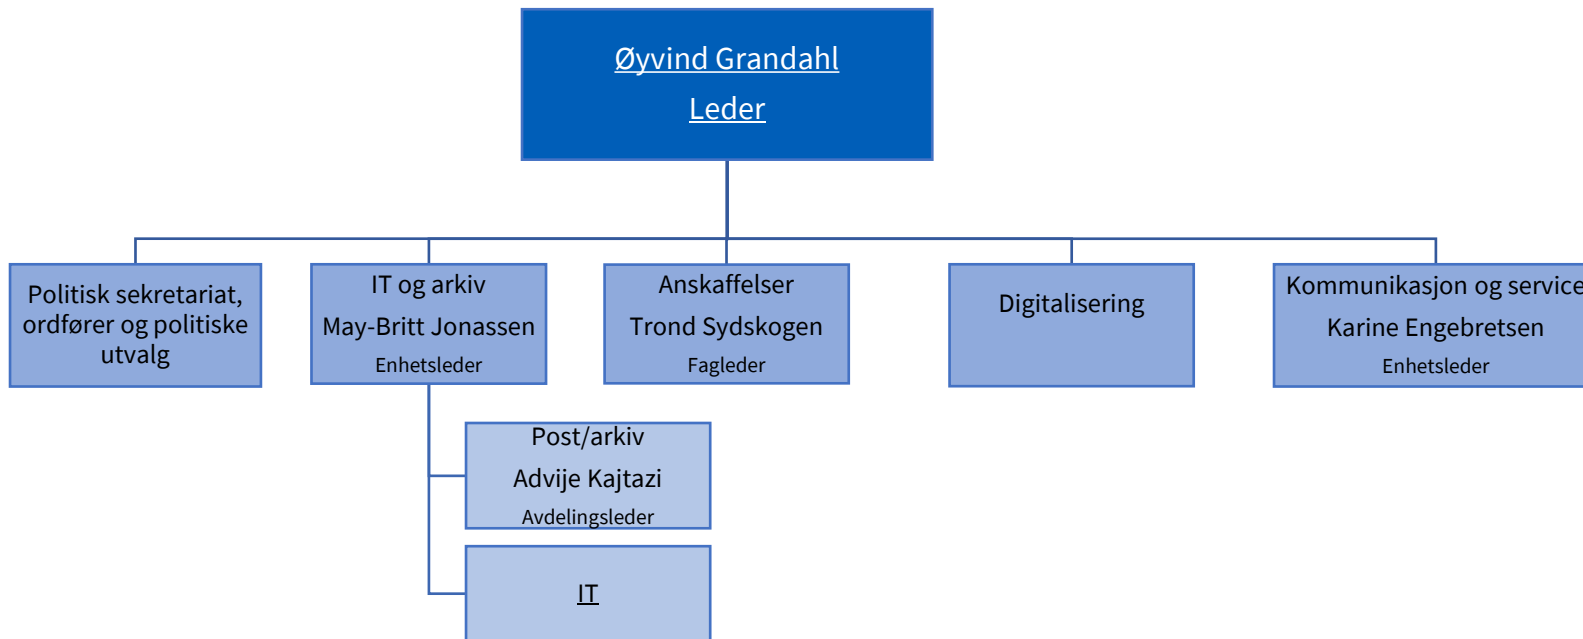 Øyvind Grandahl
Leder
Politisk sekretariat,
ordfører og politiske
utvalg
IT og arkiv
May-Britt Jonassen
Enhetsleder
Anskaffelser
Trond Sydskogen
Fagleder
Digitalisering
Kommunikasjon og service
Karine Engebretsen
Enhetsleder
Post/arkiv
Advije Kajtazi
Avdelingsleder
IT